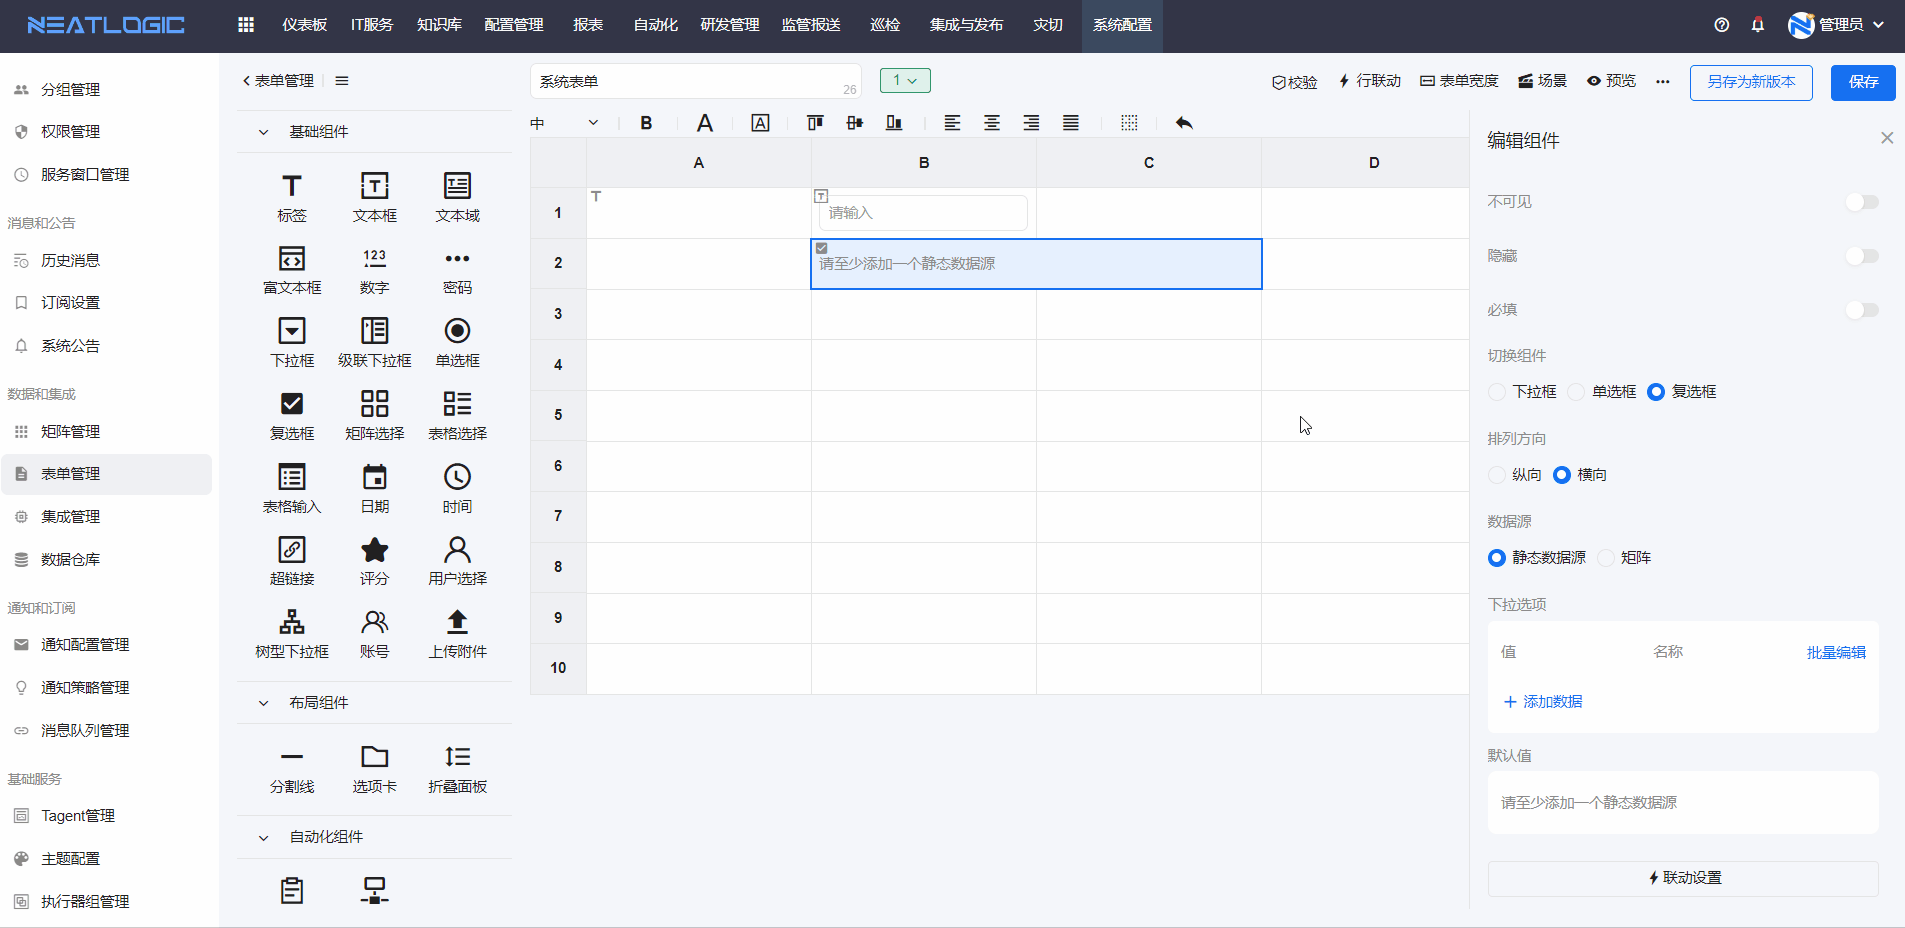 NEATLOGIC
仪表板 IT服务 知识库 配置管理 报表 自动化 研发管理 监管报送 巡检 集成与发布 灾切 系统配置 管理员
分组管理
权限管理
服务窗口管理
消息和公告
历史消息
订阅设置
系统公告
数据和集成
矩阵管理
表单管理
集成管理
数据仓库
通知和订阅
通知配置管理
通知策略管理
消息队列管理
基础服务
Tagent管理
主题配置
执行器组管理
表单管理
基础组件
标签 文本框 文本域
富文本框 数字 密码
下拉框 级联下拉框 单选框
复选框 矩阵选择 表格选择
表格输入 日期 时间
超链接 评分 用户选择
树型下拉框 账号 上传附件
布局组件
分割线 选项卡 折叠面板
自动化组件
系统表单 26 1 校验 行联动 表单宽度 场景 预览 另存为新版本 保存
中 B A A
A B C D
1 请输入
2 请至少添加一个静态数据源
3
4
5
6
7
8
9
10
编辑组件
不可见
隐藏
必填
切换组件
下拉框 单选框 复选框
排列方向
纵向 横向
数据源
静态数据源 矩阵
下拉选项
值 名称 批量编辑
添加数据
默认值
请至少添加一个静态数据源
联动设置